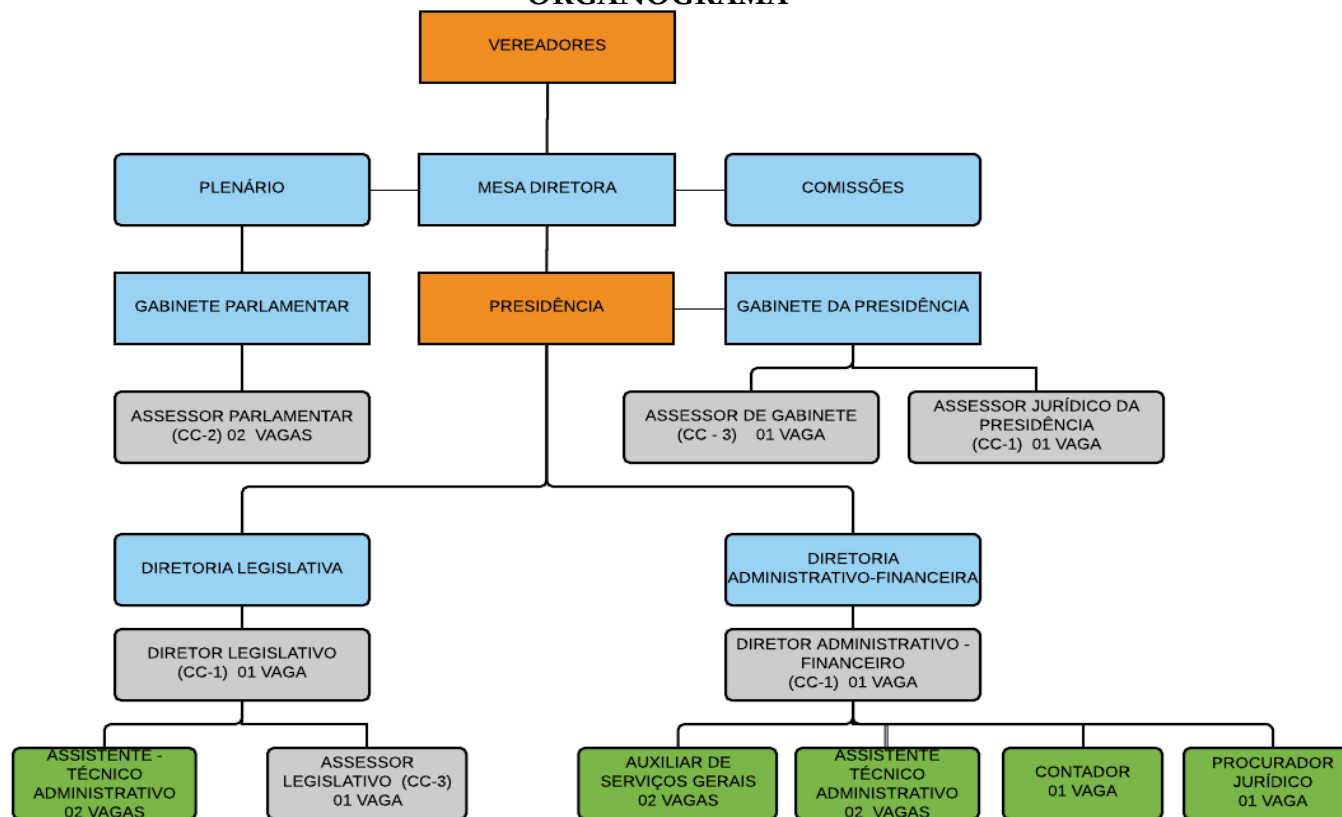 ORGANOGRAMA
VEREADORES
PLENÁRIO
MESA DIRETORA
COMISSÕES
GABINETE PARLAMENTAR
PRESIDÊNCIA
GABINETE DA PRESIDÊNCIA
ASSESSOR PARLAMENTAR
(CC-2) 02 VAGAS
ASSESSOR DE GABINETE
(CC - 3) 01 VAGA
ASSESSOR JURÍDICO DA
PRESIDÊNCIA
(CC-1) 01 VAGA
DIRETORIA LEGISLATIVA
DIRETORIA
ADMINISTRATIVO-FINANCEIRA
DIRETOR LEGISLATIVO
(CC-1) 01 VAGA
DIRETOR ADMINISTRATIVO -
FINANCEIRO
(CC-1) 01 VAGA
ASSISTENTE -
TÉCNICO
ADMINISTRATIVO
02 VAGAS
ASSESSOR
LEGISLATIVO (CC-3)
01 VAGA
AUXILIAR DE
SERVIÇOS GERAIS
02 VAGAS
ASSISTENTE
TÉCNICO
ADMINISTRATIVO
02 VAGAS
CONTADOR
01 VAGA
PROCURADOR
JURÍDICO
01 VAGA